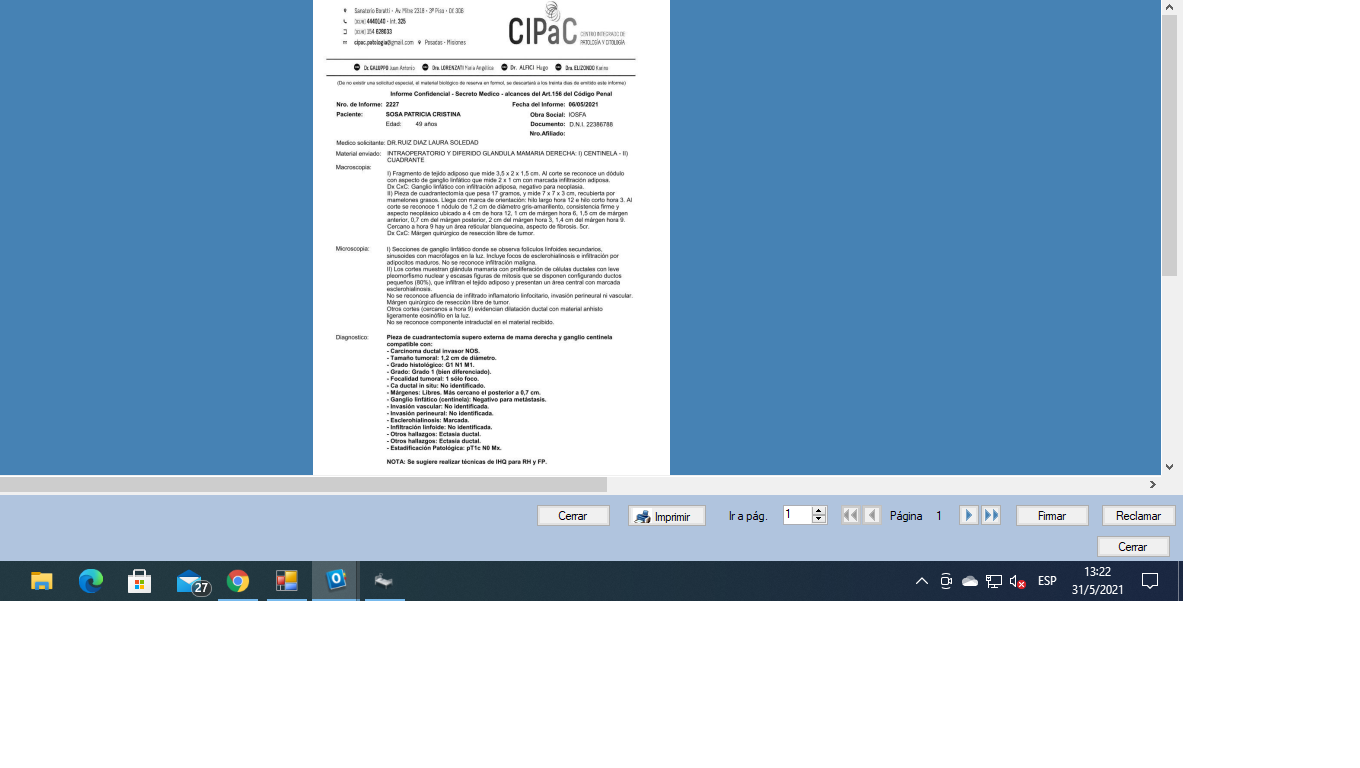 Sanatorio Boratti - Av. Mitre 2319 - 3º Piso - Of. 306
(0376) 4440140 - Int. 325
(0376) 154 628033
cipac.patologia@gmail.com Posadas - Misiones
CIPaC CENTRO INTEGRADO DE
PATOLOGÍA Y CITOLOGÍA
Dr. GALUPPO Juan Antonio Dra. LORENZATI María Angélica Dr. ALFICI Hugo Dra. ELIZONDO Karina
(De no existir una solicitud especial, el material biológico de reserva en formol, se descartará a los treinta dias de emitido este informe)
Informe Confidencial - Secreto Medico - alcances del Art.156 del Código Penal
Nro. de Informe: 2227 Fecha del Informe: 06/05/2021
Paciente: SOSA PATRICIA CRISTINA Obra Social: IOSFA
Edad: 49 años Documento: D.N.I. 22386788
Nro.Afiliado:
Medico solicitante: DR.RUIZ DIAZ LAURA SOLEDAD
Material enviado: INTRAOPERATORIO Y DIFERIDO GLANDULA MAMARIA DERECHA: I) CENTINELA - II)
CUADRANTE
Macroscopia:
I) Fragmento de tejido adiposo que mide 3,5 x 2 x 1,5 cm. Al corte se reconoce un dódulo
con aspecto de ganglio linfático que mide 2 x 1 cm con marcada infiltración adiposa.
Dx CxC: Ganglio linfático con infiltración adiposa, negativo para neoplasia.
II) Pieza de cuadrantectomía que pesa 17 gramos, y mide 7 x 7 x 3 cm, recubierta por
mamelones grasos. Llega con marca de orientación: hilo largo hora 12 e hilo corto hora 3. Al
corte se reconoce 1 nódulo de 1,2 cm de diámetro gris-amarillento, consistencia firme y
aspecto neoplásico ubicado a 4 cm de hora 12, 1 cm de márgen hora 6, 1,5 cm de márgen
anterior, 0,7 cm del márgen posterior, 2 cm del márgen hora 3, 1,4 cm del márgen hora 9.
Cercano a hora 9 hay un área reticular blanquecina, aspecto de fibrosis. 5cr.
Dx CxC: Márgen quirúrgico de resección libre de tumor.
Microscopia: I) Secciones de ganglio linfático donde se observa folículos linfoides secundarios,
sinusoides con macrófagos en la luz. Incluye focos de esclerohialinosis e infiltración por
adipocitos maduros. No se reconoce infiltración maligna.
II) Los cortes muestran glándula mamaria con proliferación de células ductales con leve
pleomorfismo nuclear y escasas figuras de mitosis que se disponen configurando ductos
pequeños (80%), que infiltran el tejido adiposo y presentan un área central con marcada
esclerohialinosis.
No se reconoce afluencia de infiltrado inflamatorio linfocitario, invasión perineural ni vascular.
Márgen quirúrgico de resección libre de tumor.
Otros cortes (cercanos a hora 9) evidencian dilatación ductal con material anhisto
ligeramente eosinófilo en la luz.
No se reconoce componente intraductal en el material recibido.
Diagnostico: Pieza de cuadrantectomía supero externa de mama derecha y ganglio centinela
compatible con:
- Carcinoma ductal invasor NOS.
- Tamaño tumoral: 1,2 cm de diámetro.
- Grado histológico: G1 N1 M1.
- Grado: Grado 1 (bien diferenciado).
- Focalidad tumoral: 1 sólo foco.
- Ca ductal in situ: No identificado.
- Márgenes: Libres. Más cercano el posterior a 0,7 cm.
- Ganglio linfático (centinela): Negativo para metástasis.
- Invasión vascular: No identificada.
- Invasión perineural: No identificada.
- Esclerohialinosis: Marcada.
- Infiltración linfoide: No identificada.
- Otros hallazgos: Ectasia ductal.
- Otros hallazgos: Ectasia ductal.
- Estadificación Patológica: pT1c N0 Mx.
NOTA: Se sugiere realizar técnicas de IHQ para RH y FP.
Cerrar Imprimir Ir a pág. 1 Página 1 Firmar Reclamar
Cerrar
27 ESP 13:22
31/5/2021